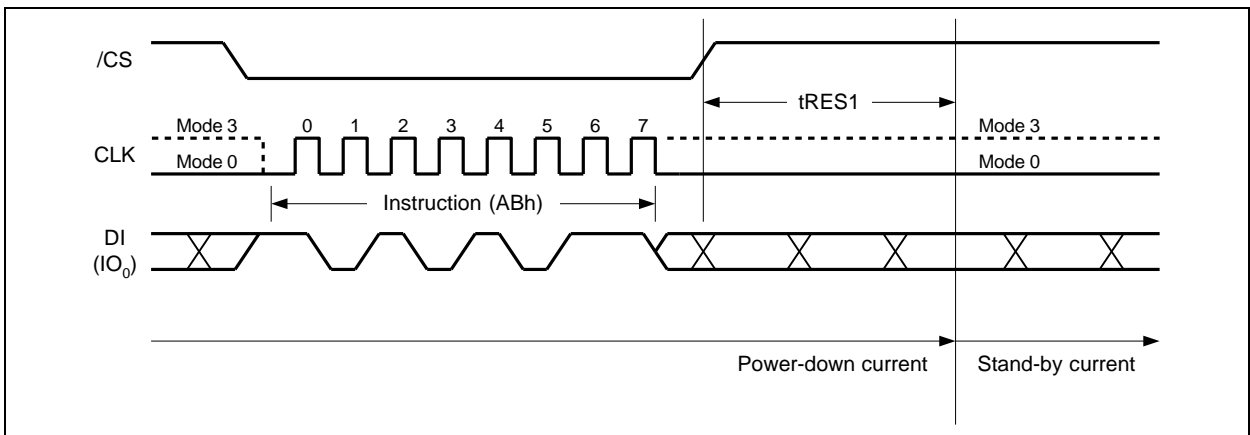 /CS
tRES1
Mode 3
0 1 2 3 4 5 6 7
Mode 3
CLK
Mode 0
Mode 0
Instruction (ABh)
DI
(IO0)
Power-down current
Stand-by current